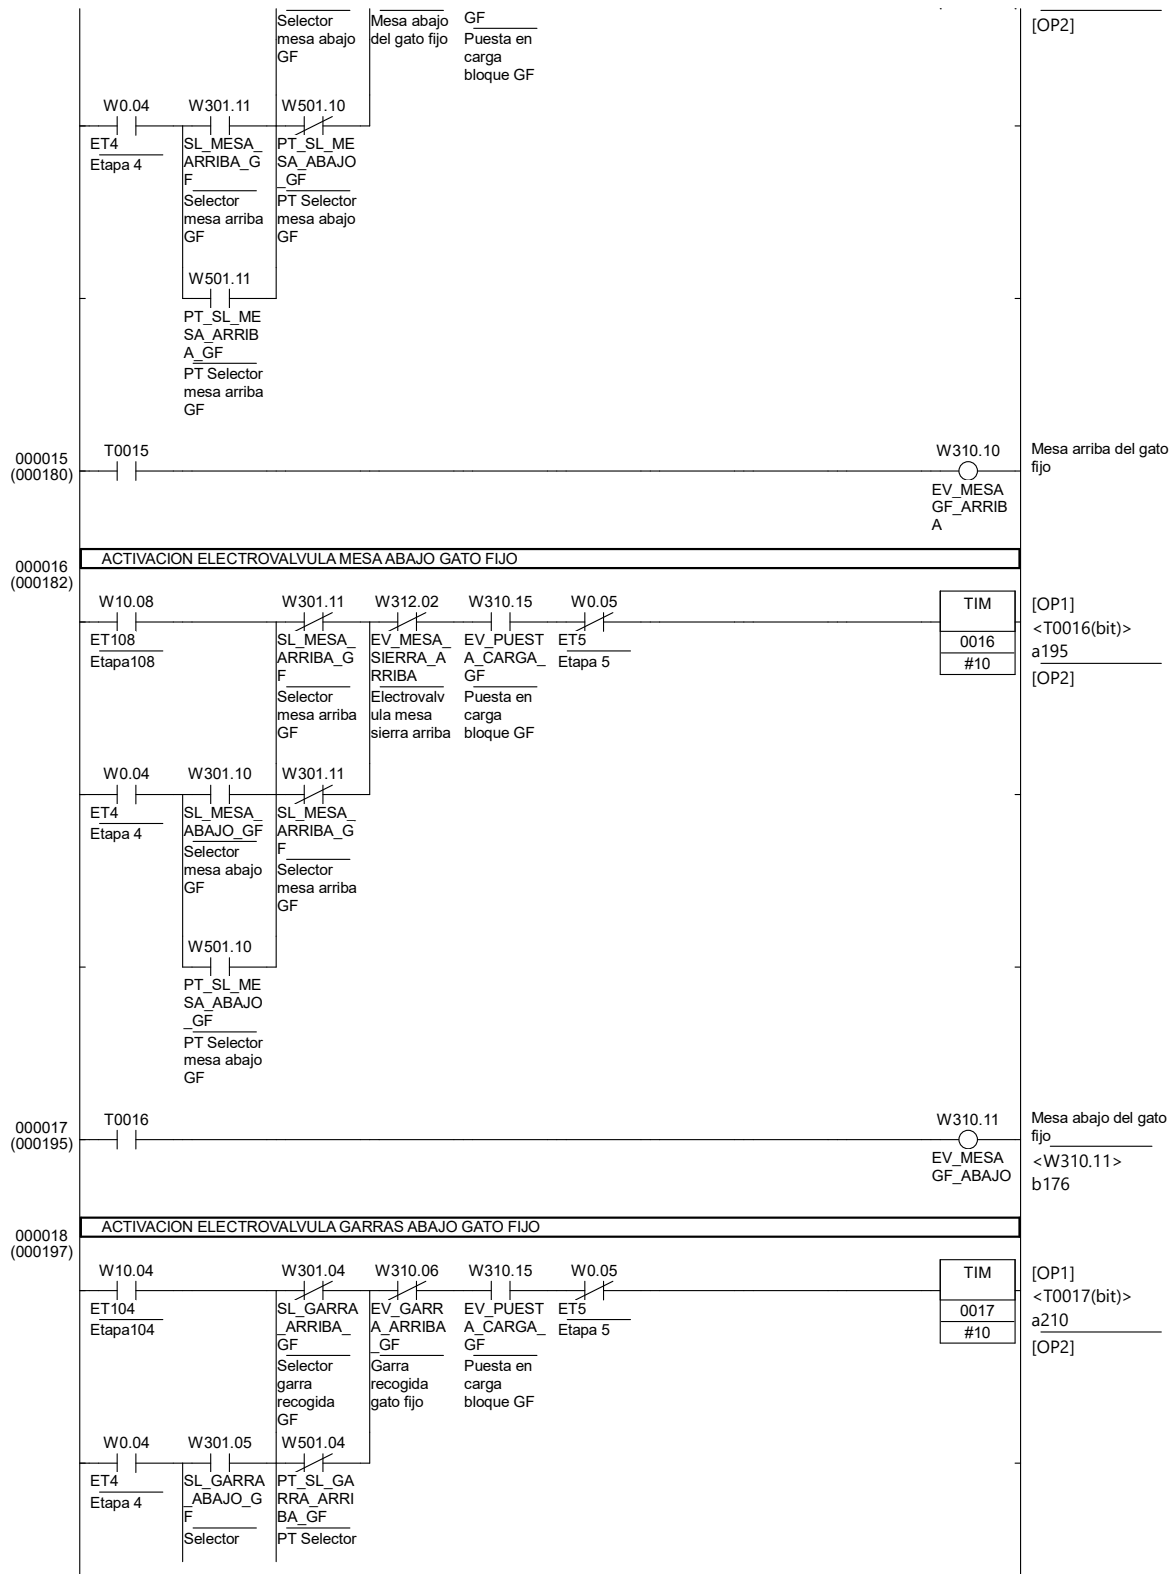 Selector
mesa abajo
GF
Mesa abajo
del gato fijo
GF
Puesta en
carga
bloque GF
[OP2]
W0.04
W301.11
W501.10
ET4
Etapa 4
SL_MESA_
ARRIBA_G
F
Selector
mesa arriba
GF
PT_SL_ME
SA_ABAJO
_GF
PT Selector
mesa abajo
GF
W501.11
PT_SL_ME
SA_ARRIB
A_GF
PT Selector
mesa arriba
GF
000015
(000180)
T0015
W310.10
EV_MESA
GF_ARRIB
A
Mesa arriba del gato
fijo
000016
(000182)
ACTIVACION ELECTROVALVULA MESA ABAJO GATO FIJO
W10.08
W301.11
W312.02
W310.15
W0.05
ET108
Etapa108
SL_MESA_
ARRIBA_G
F
Selector
mesa arriba
GF
EV_MESA_
SIERRA_A
RRIBA
Electrovalv
ula mesa
sierra arriba
EV_PUEST
A_CARGA_
GF
Puesta en
carga
bloque GF
ET5
Etapa 5
TIM
0016
#10
[OP1]
<T0016(bit)>
a195
[OP2]
W0.04
W301.10
W301.11
ET4
Etapa 4
SL_MESA_
ABAJO_GF
Selector
mesa abajo
GF
SL_MESA_
ARRIBA_G
F
Selector
mesa arriba
GF
W501.10
PT_SL_ME
SA_ABAJO
_GF
PT Selector
mesa abajo
GF
000017
(000195)
T0016
W310.11
EV_MESA
GF_ABAJO
Mesa abajo del gato
fijo
<W310.11>
b176
000018
(000197)
ACTIVACION ELECTROVALVULA GARRAS ABAJO GATO FIJO
W10.04
W301.04
W310.06
W310.15
W0.05
ET104
Etapa104
SL_GARRA
_ARRIBA_
GF
Selector
garra
recogida
GF
EV_GARR
A_ARRIBA
_GF
Garra
recogida
gato fijo
EV_PUEST
A_CARGA_
GF
Puesta en
carga
bloque GF
ET5
Etapa 5
TIM
0017
#10
[OP1]
<T0017(bit)>
a210
[OP2]
W0.04
W301.05
W501.04
ET4
Etapa 4
SL_GARRA
_ABAJO_G
F
Selector
PT_SL_GA
RRA_ARRI
BA_GF
PT Selector